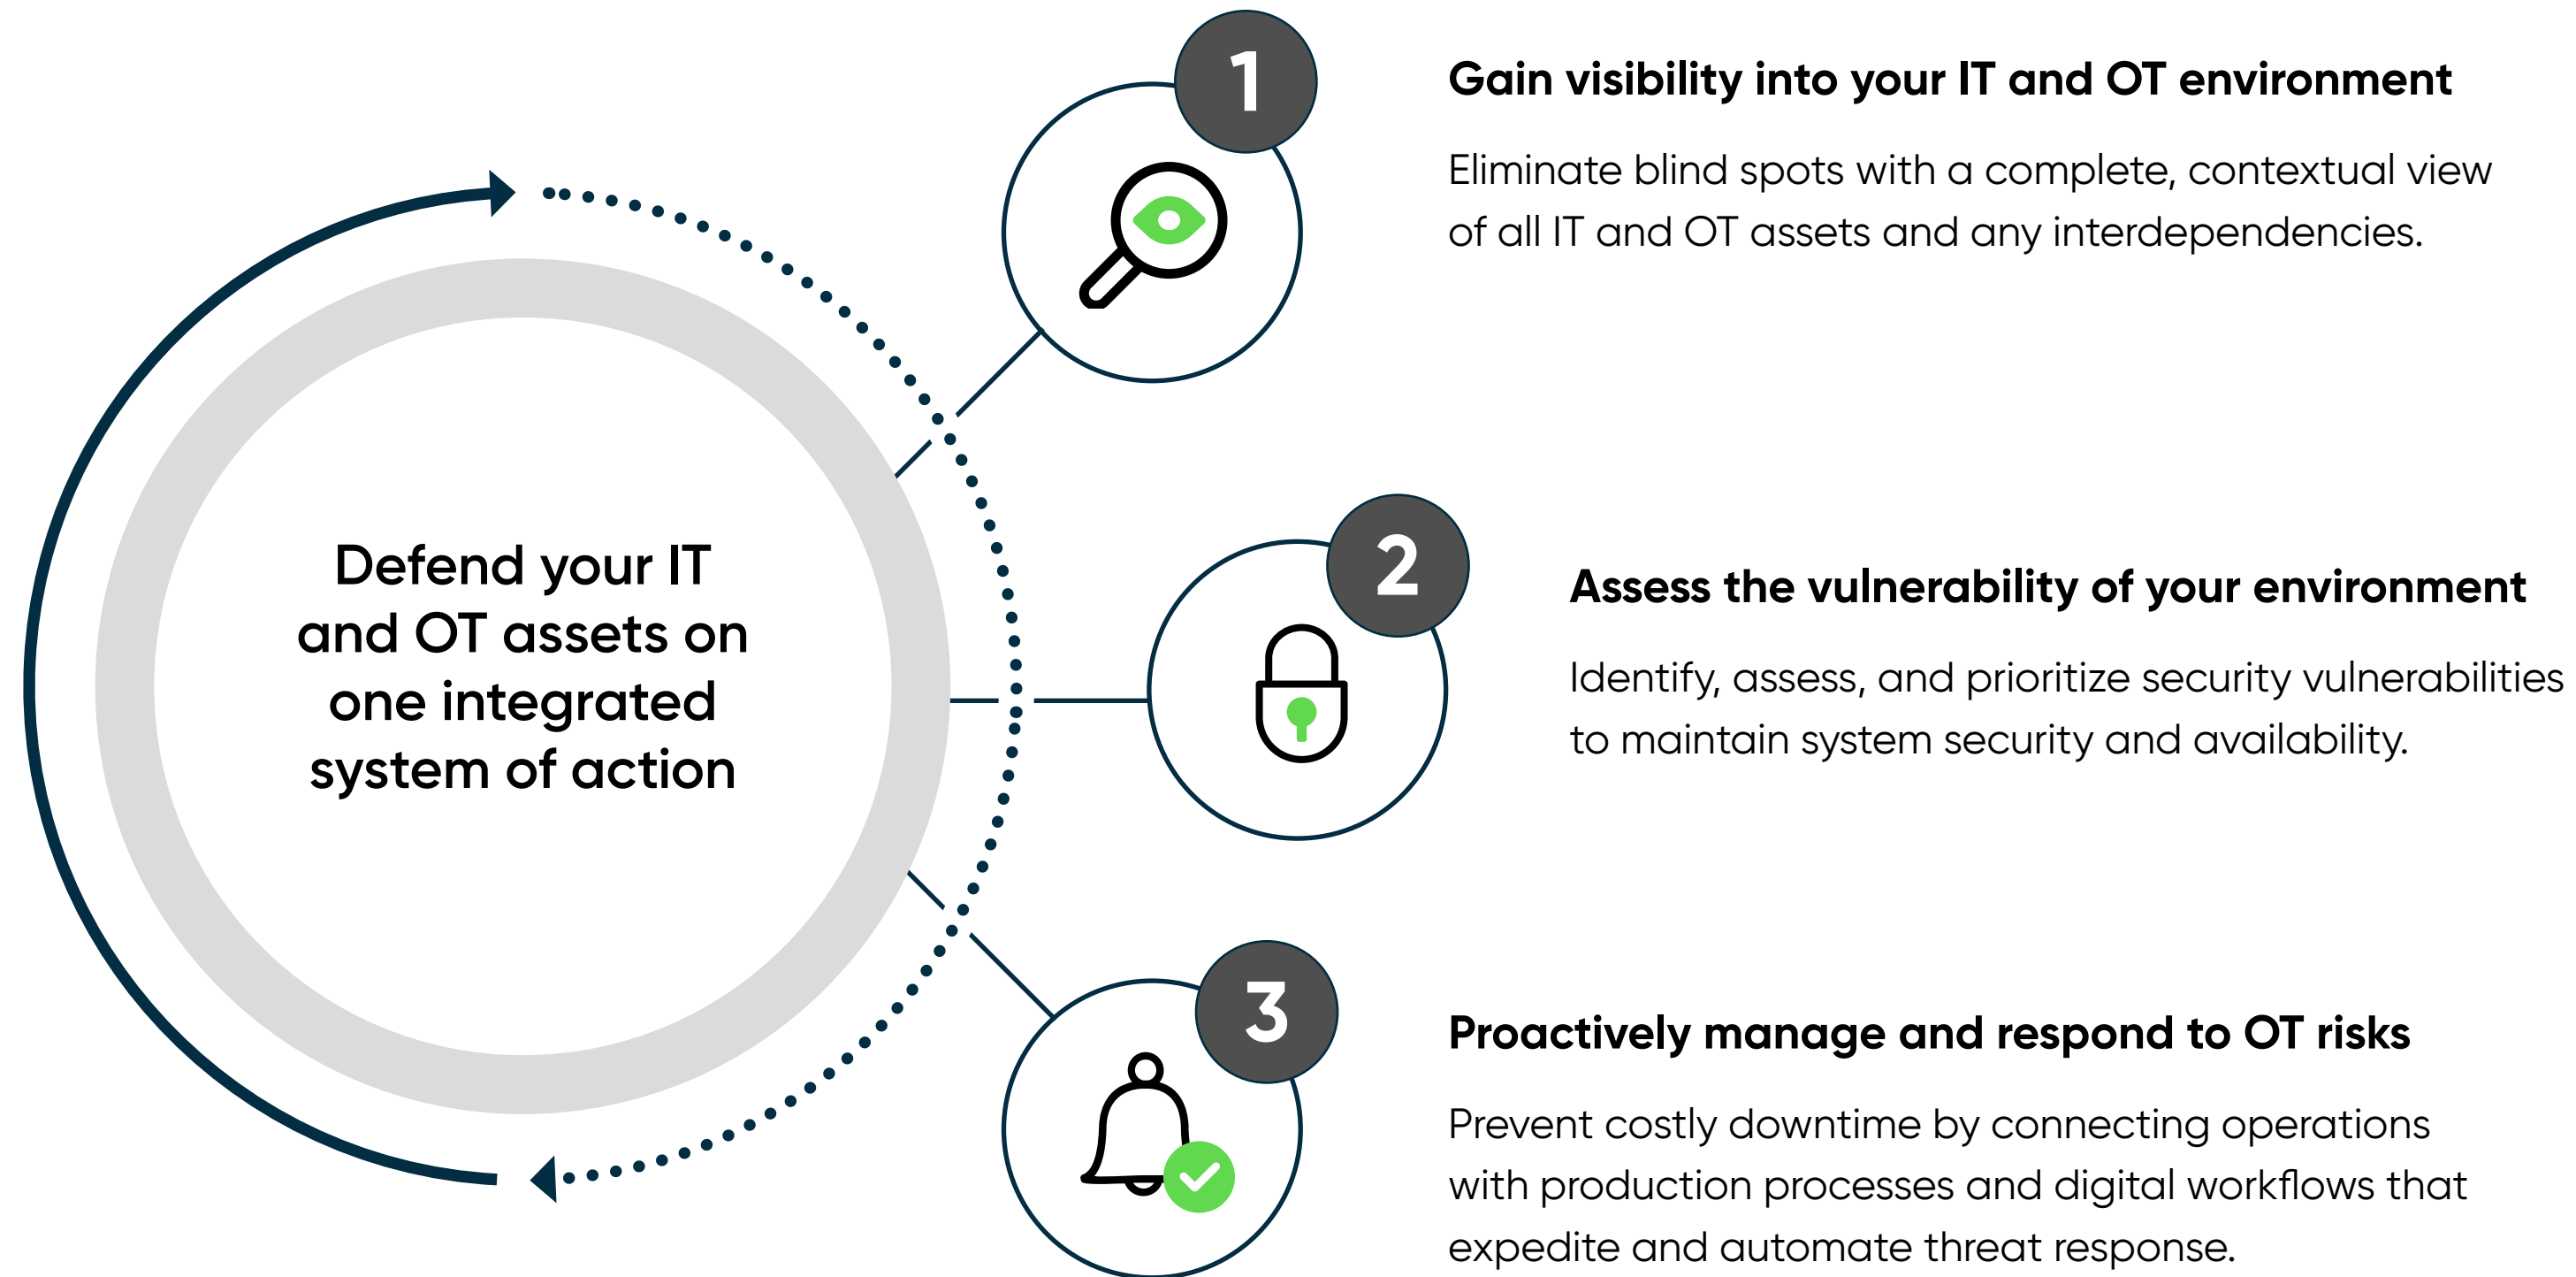 Defend your IT
and OT assets on
one integrated
system of action
1
Gain visibility into your IT and OT environment
Eliminate blind spots with a complete, contextual view
of all IT and OT assets and any interdependencies.
2
Assess the vulnerability of your environment
Identify, assess, and prioritize security vulnerabilities
to maintain system security and availability.
3
Proactively manage and respond to OT risks
Prevent costly downtime by connecting operations
with production processes and digital workflows that
expedite and automate threat response.